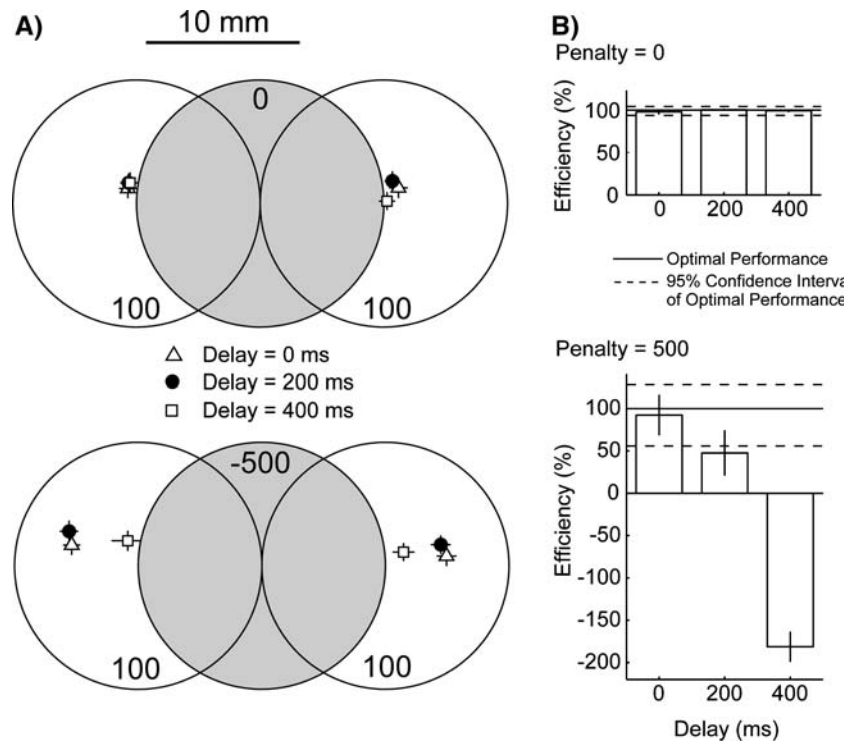 A)
10 mm
0
100
100
Delay = 0 ms
Delay = 200 ms
Delay = 400 ms
-500
100
100
B)
Penalty = 0
Efficiency (%)
100
50
0
0 200 400
Optimal Performance
95% Confidence Interva
of Optimal Performance
Penalty = 500
Efficiency (%)
100
50
0
-50
-100
-150
-200
0 200 400
Delay (ms)